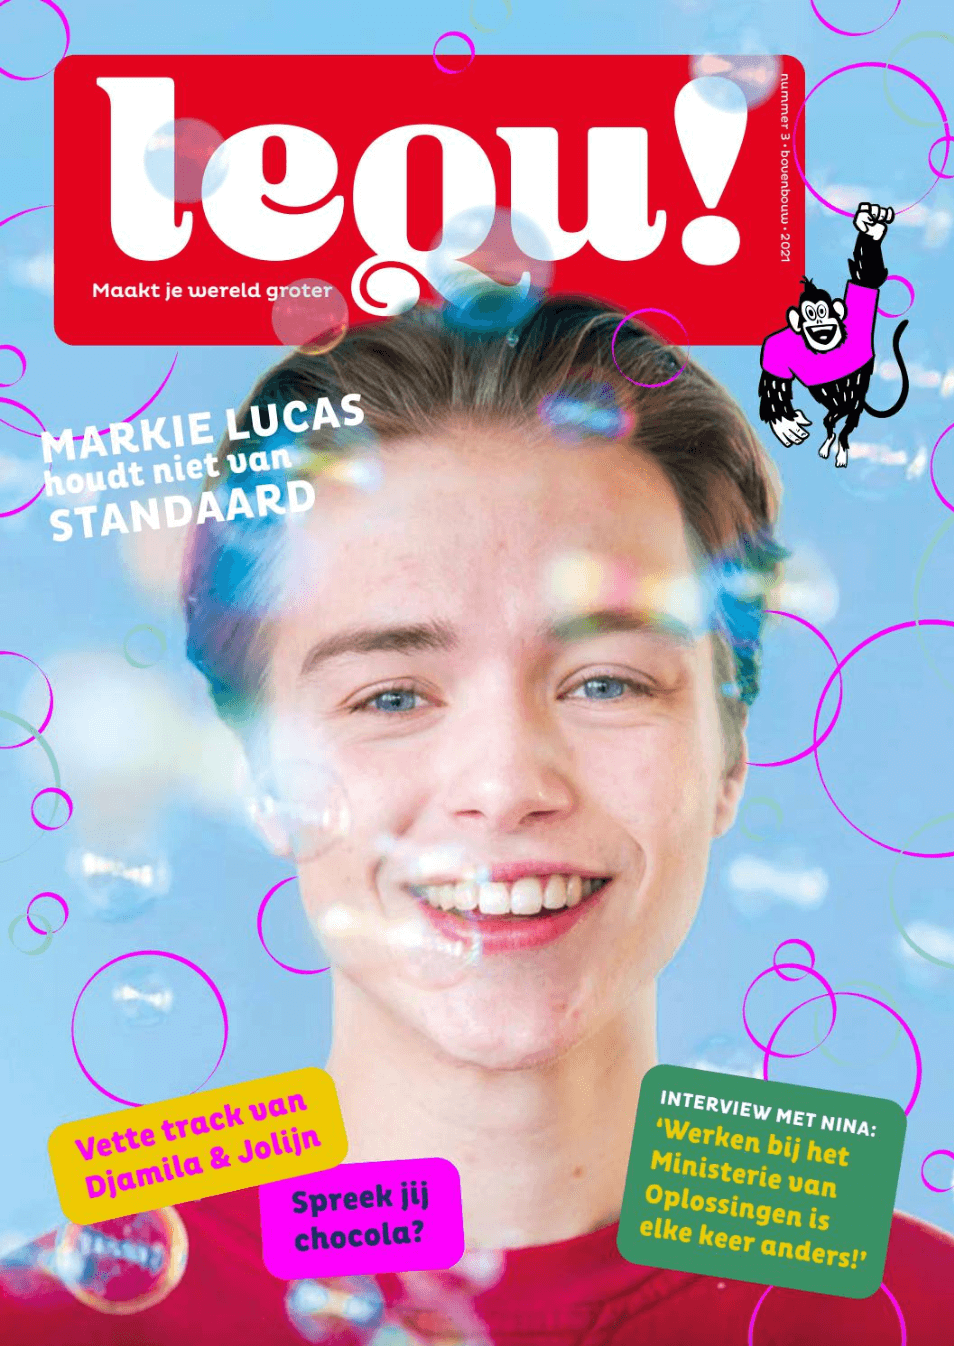 lequ!
nummer 3 • bovenbouw • 2021
Maakt je wereld groter
MARKIE LUCAS
houdt niet van
STANDAARD
Vette track van
Djamila & Jolijn
Spreek jij
chocola?
INTERVIEW MET NINA:
‘Werken bij het
Ministerie van
Oplossingen is
elke keer anders!’